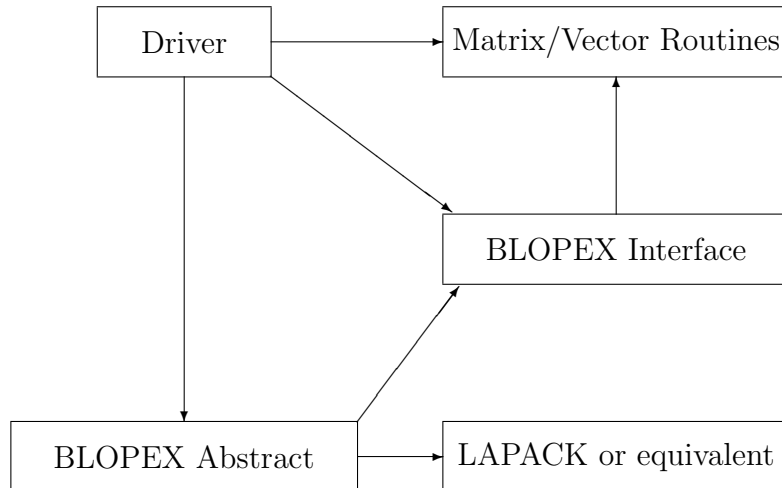 Driver
Matrix/Vector Routines
BLOPEX Interface
BLOPEX Abstract
LAPACK or equivalent